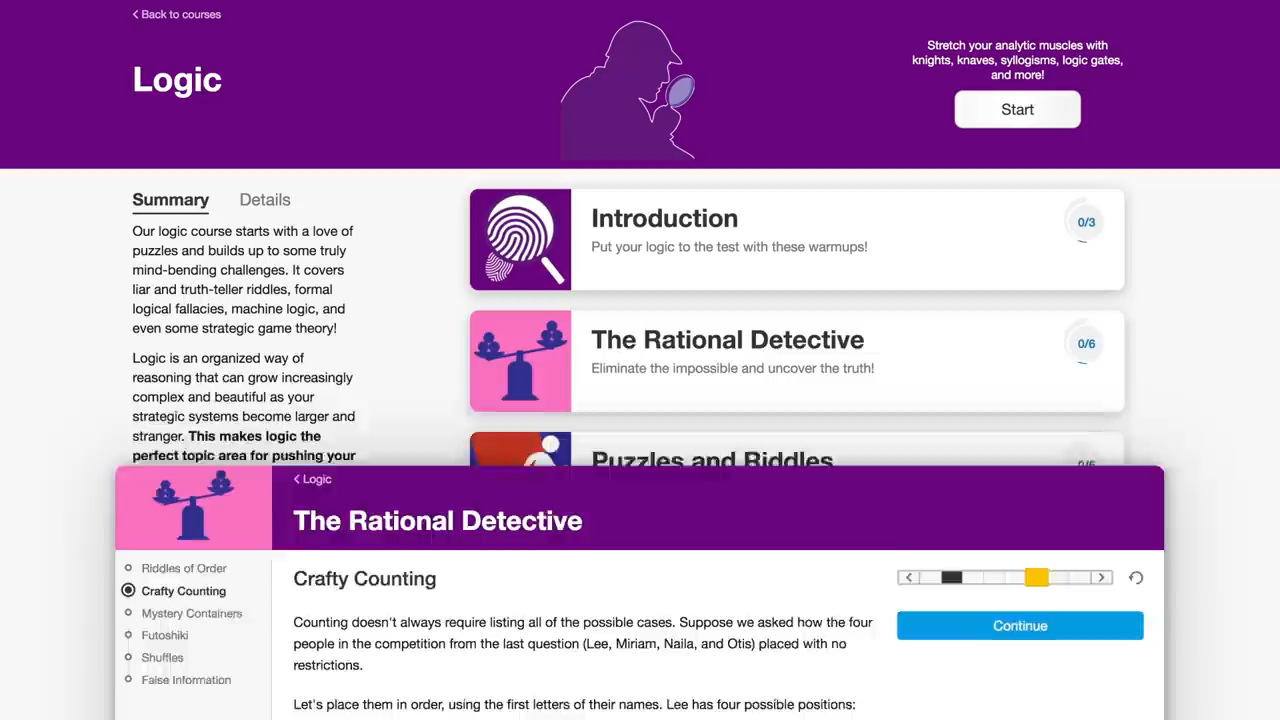 Back to courses
Logic
Stretch your analytic muscles with
knights, knaves, syllogisms, logic gates,
and more!
Start
Summary Details
Our logic course starts with a love of
puzzles and builds up to some truly
mind-bending challenges. It covers
liar and truth-teller riddles, formal
logical fallacies, machine logic, and
even some strategic game theory!
Logic is an organized way of
reasoning that can grow increasingly
complex and beautiful as your
strategic systems become larger and
stranger. This makes logic the
perfect topic area for pushing your
Introduction
Put your logic to the test with these warmups!
0/3
The Rational Detective
Eliminate the impossible and uncover the truth!
0/6
Puzzles and Riddles
Logic
The Rational Detective
Riddles of Order
Crafty Counting
Mystery Containers
Futoshiki
Shuffles
False Information
Crafty Counting
Continue
Counting doesn't always require listing all of the possible cases. Suppose we asked how the four
people in the competition from the last question (Lee, Miriam, Naila, and Otis) placed with no
restrictions.
Let's place them in order, using the first letters of their names. Lee has four possible positions: